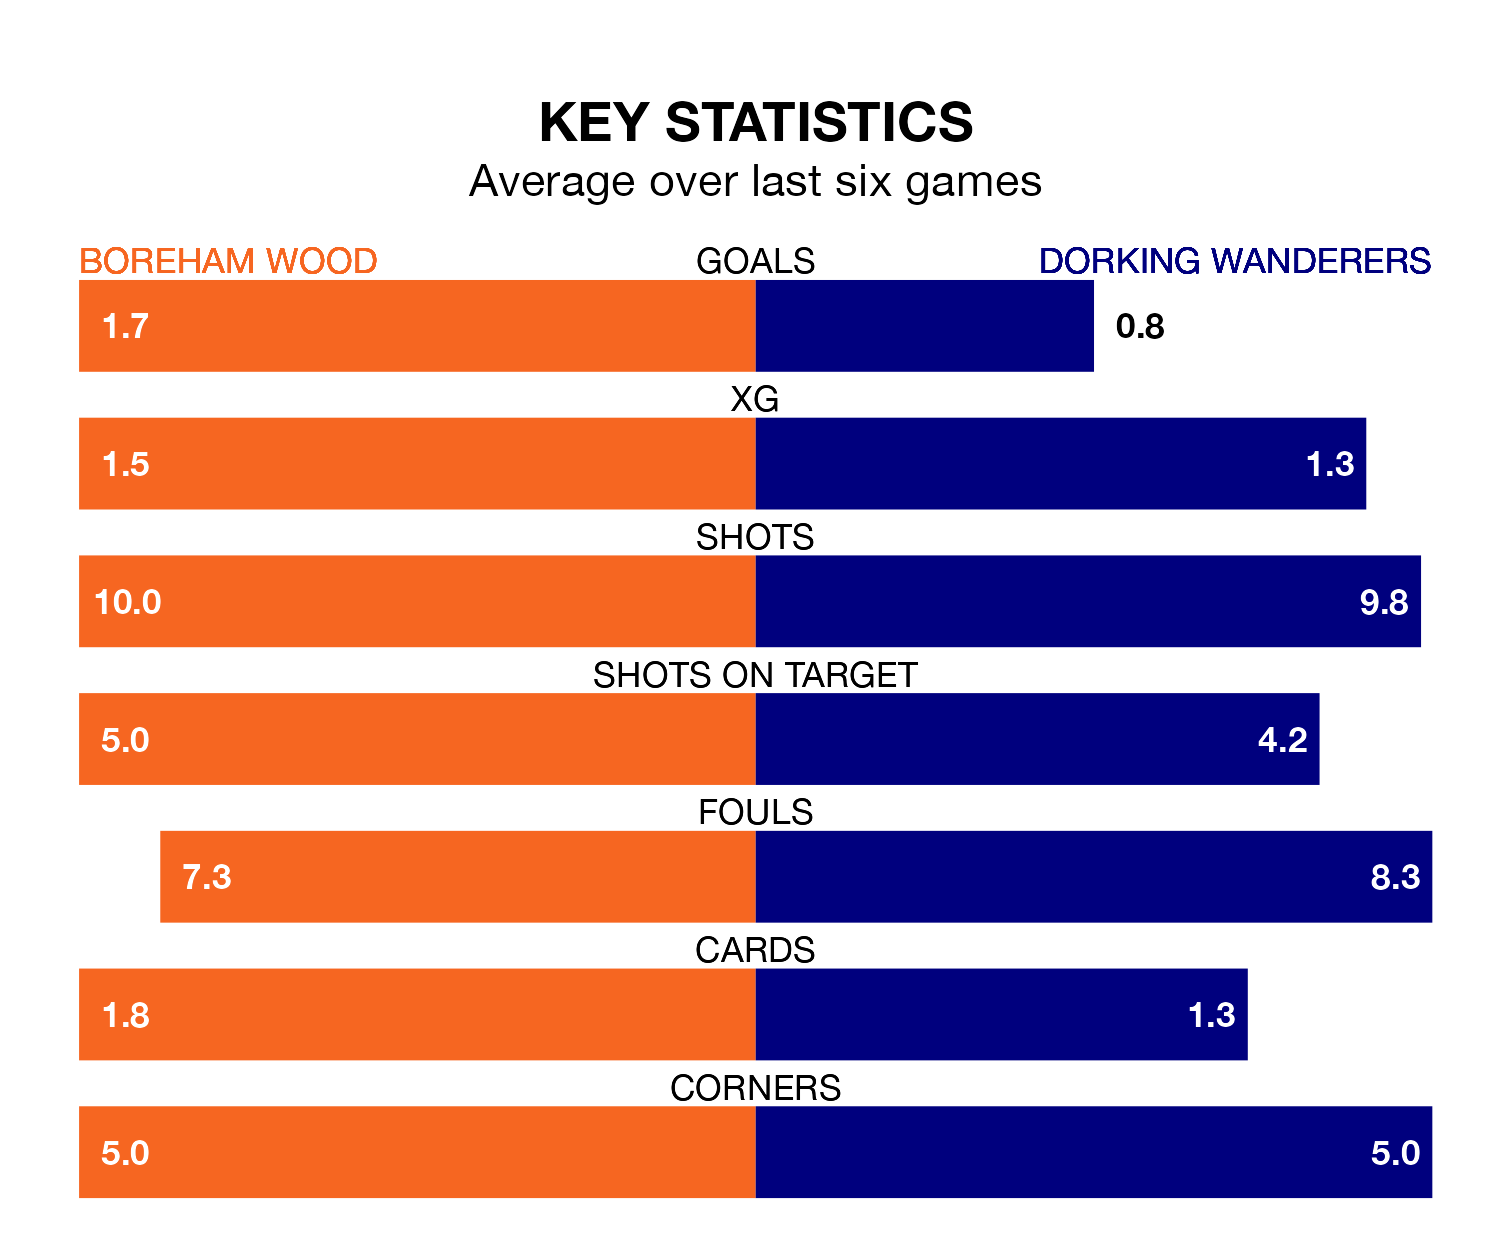 KEY STATISTICS
Average over last six games
BOREHAM WOOD GOALS DORKING WANDERERS
1.7 0.8
XG
1.5 1.3
SHOTS
10.0 9.8
SHOTS ON TARGET
5.0 4.2
FOULS
7.3 8.3
CARDS
1.8 1.3
CORNERS
5.0 5.0